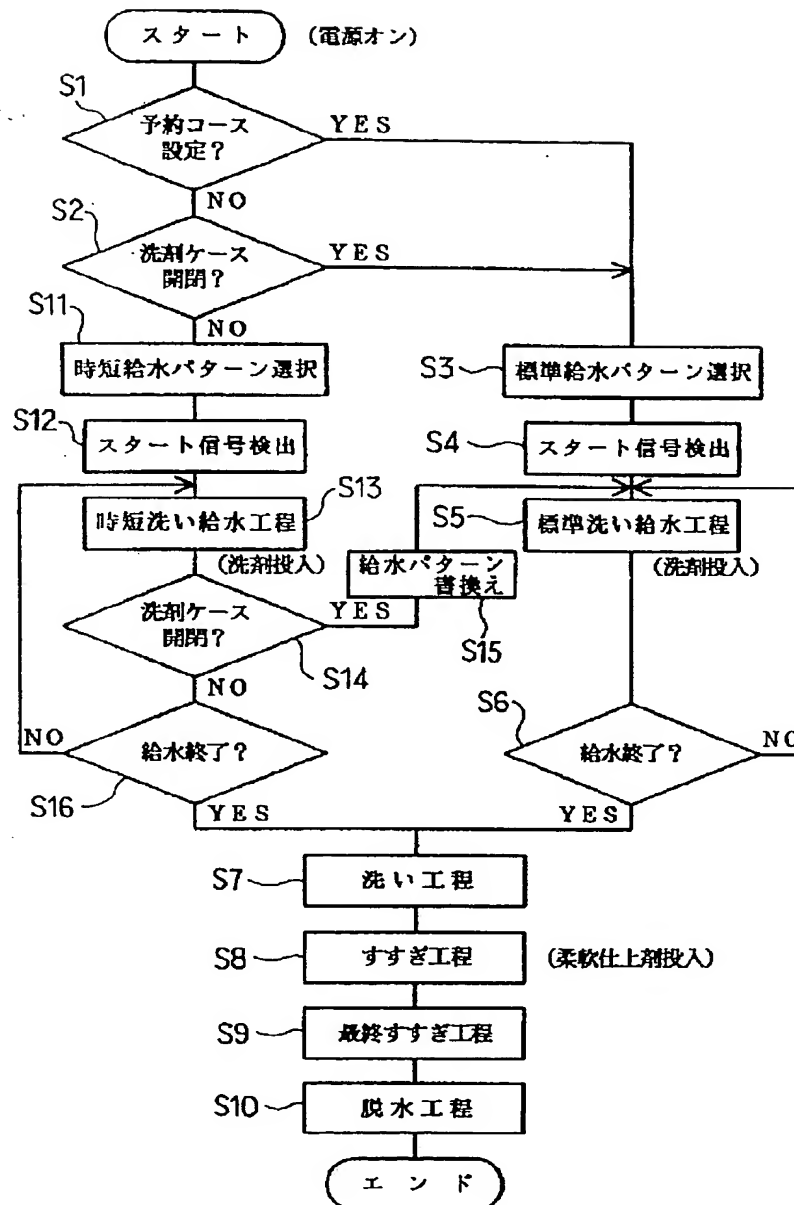 スタート (電源オン)
S1
予約コース
設定?
YES
NO
S2
洗剤ケース
開閉?
YES
NO
S11
時短給水パターン選択
S3
標準給水パターン選択
S12
スタート信号検出
S4
スタート信号検出
S13
時短洗い給水工程
(洗剤投入)
S5
標準洗い給水工程
(洗剤投入)
給水パターン
書換え
S15
洗剤ケース
開閉?
YES
S14
NO
NO
給水終了?
S16
YES
S6
給水終了?
NO
YES
S7
洗い工程
S8
すすぎ工程 (柔軟仕上剤投入)
S9
最終すすぎ工程
S10
脱水工程
エンド